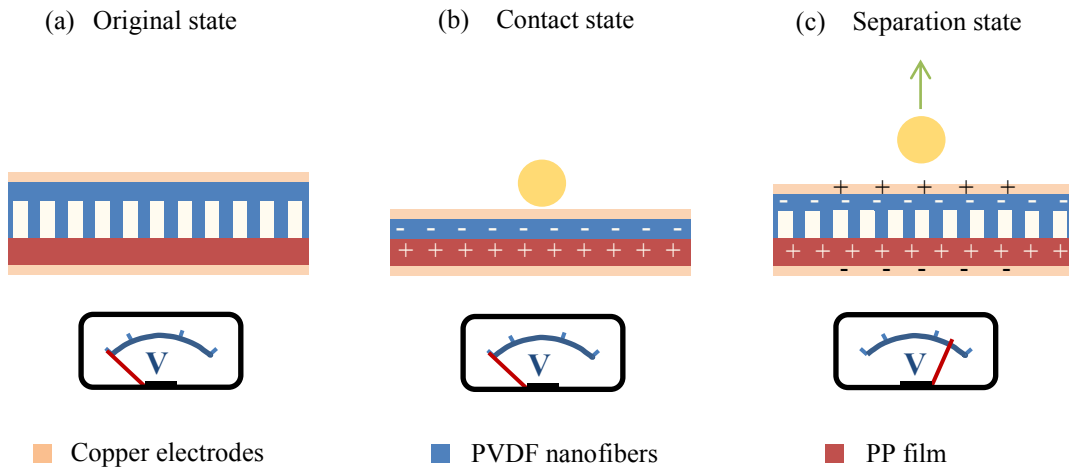 (a) Original state
(b) Contact state
(c) Separation state
+ + + + +
- - - - - - - - -
- - - - - - - -
+ + + + + + + + +
+ + + + + + + + + +
- - - - -
V
V
V
Copper electrodes
PVDF nanofibers
PP film